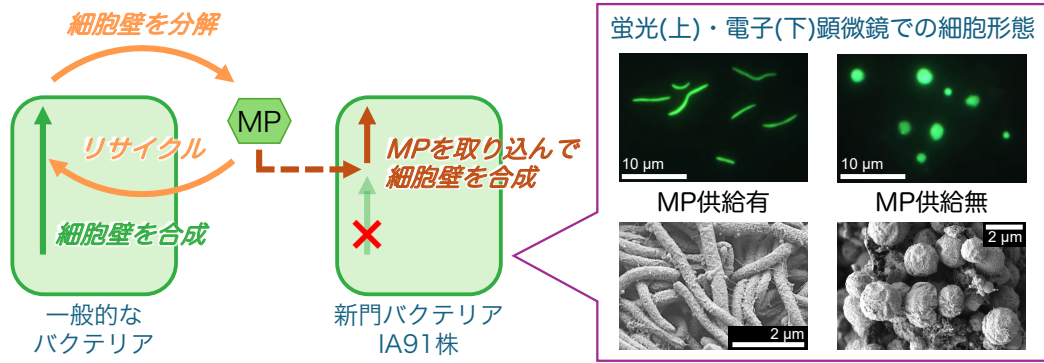 細胞壁を分解
MP
リサイクル
細胞壁を合成
一般的な
バクテリア
MPを取り込んで
細胞壁を合成
新門バクテリア
IA91株
蛍光(上)・電子(下)顕微鏡での細胞形態
10 µm
10 µm
MP供給有
MP供給無
2 µm
2 µm